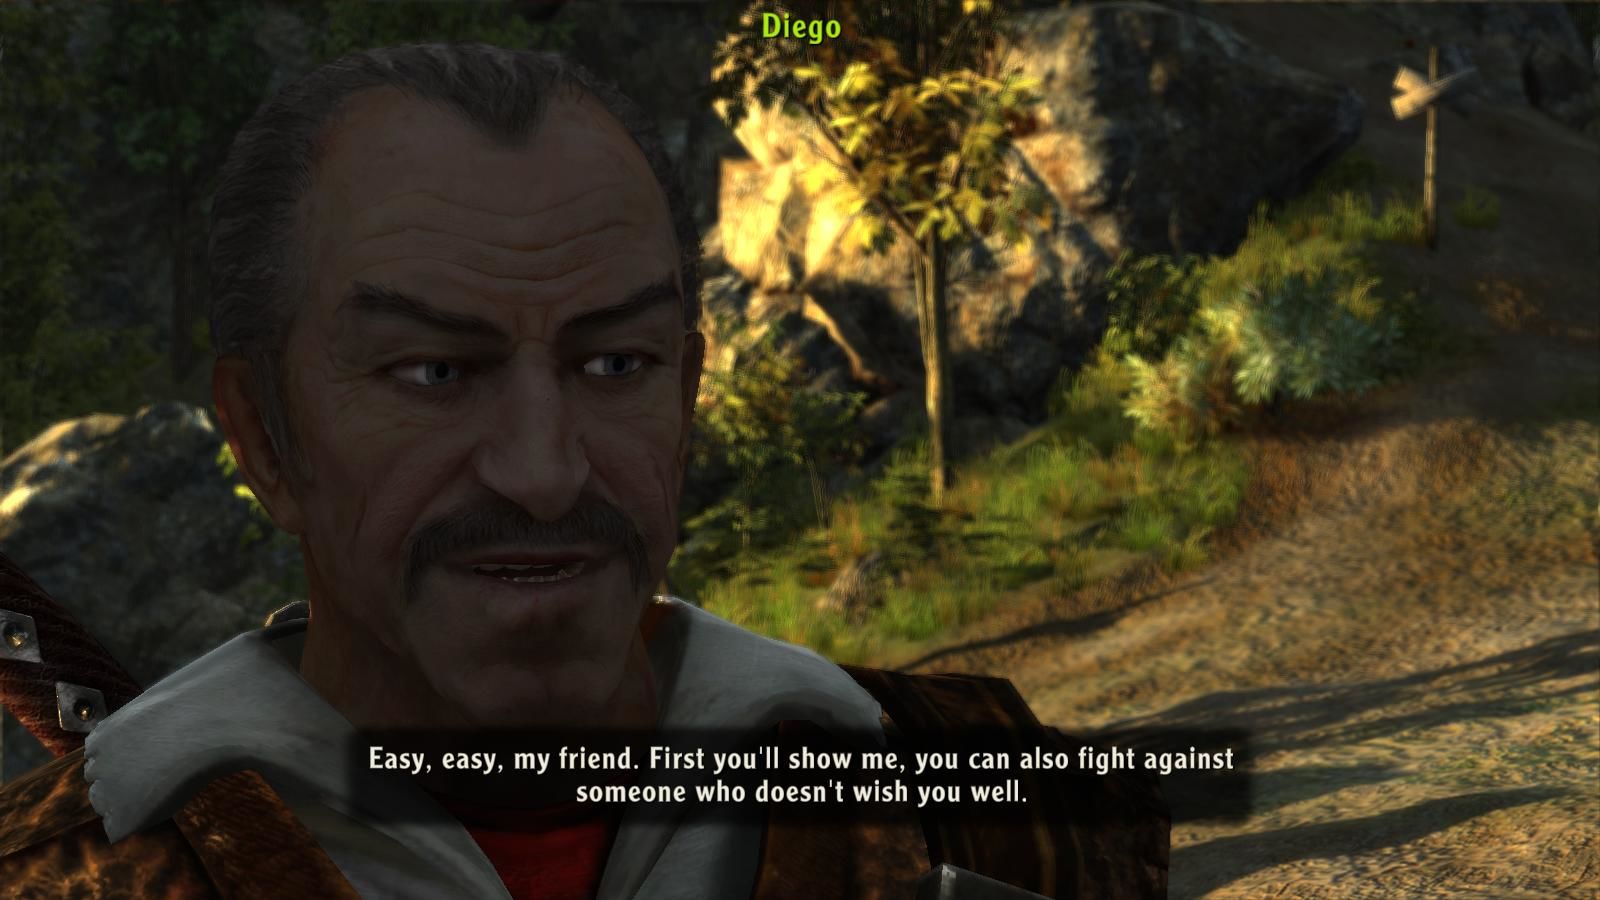 Diego
Easy, easy, my friend. First you'll show me, you can also fight against
someone who doesn't wish you well.